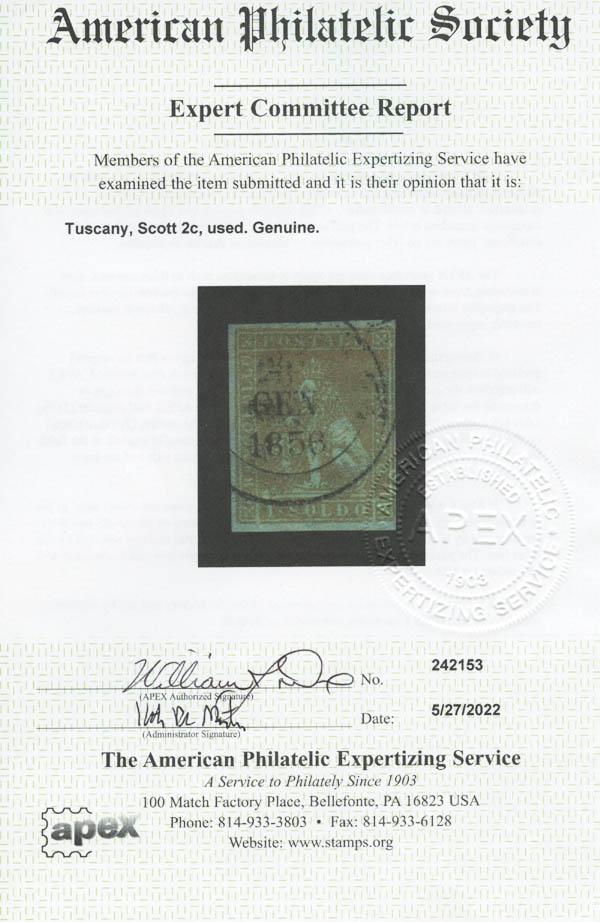 American Philatelic Society
Expert Committee Report
Members of the American Philatelic Expertizing Service have
examined the item submitted and it is their opinion that it is:
Tuscany, Scott 2c, used. Genuine.
POSTALE
GEN
1856
1·SOLDO
AMERICAN PHILATELIC
ESTABLISHED
APEX
1903
EXPERTIZING SERVICE
No. 242153
(APEX Authorized Signature)
Date: 5/27/2022
(Administrator Signature)
The American Philatelic Expertizing Service
A Service to Philately Since 1903
100 Match Factory Place, Bellefonte, PA 16823 USA
Phone: 814-933-3803 • Fax: 814-933-6128
Website: www.stamps.org
apex